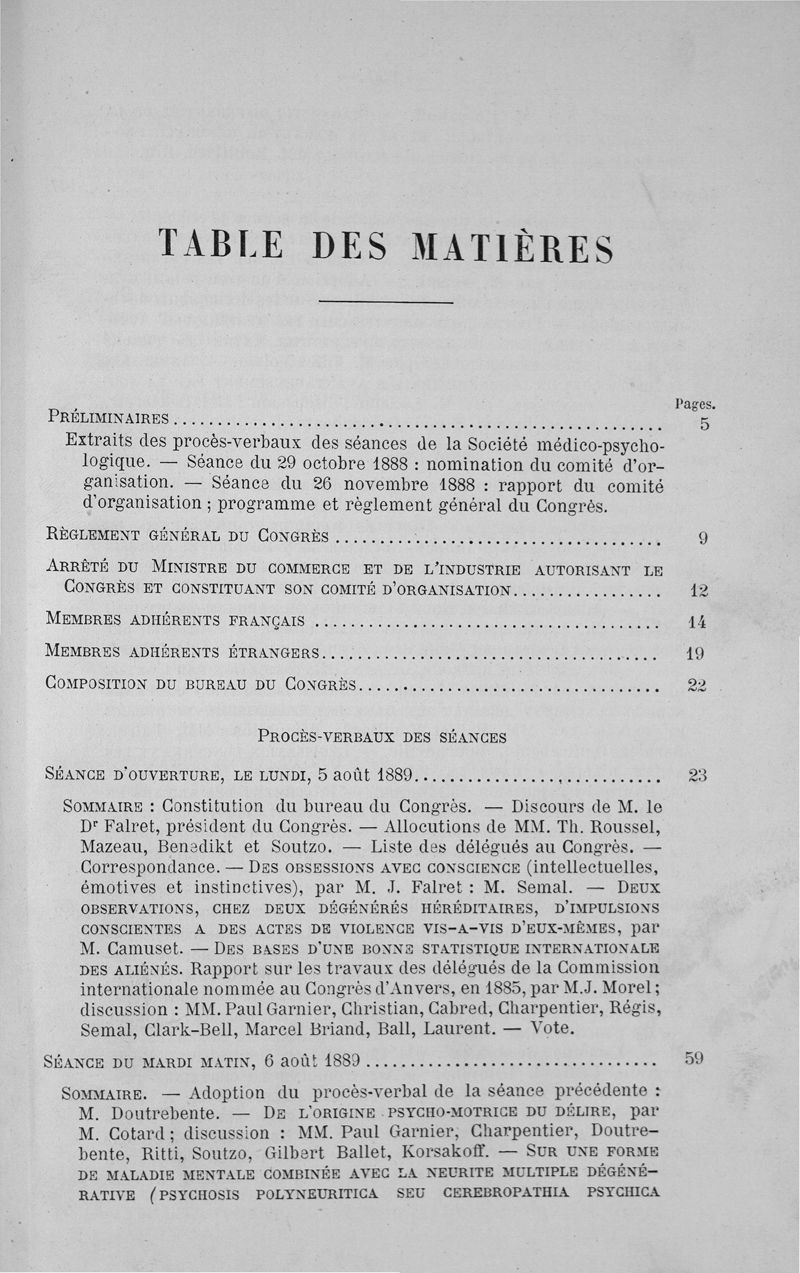 TABLE DES MATIÈRES
Pages.
PRÉLIMINAIRES ........................................................ 5
Extraits des procès-verbaux des séances de la Société médico-psycho-
logique. — Séance du 29 octobre 1888 : nomination du comité d'or-
ganisation. — Séance du 26 novembre 1888 : rapport du comité
d'organisation ; programme et règlement général du Congrès.
RÈGLEMENT GÉNÉRAL DU CONGRÈS ..................................... 9
ARRÊTÉ DU MINISTRE DU COMMERCE ET DE L'INDUSTRIE AUTORISANT LE
CONGRÈS ET CONSTITUANT SON COMITÉ D'ORGANISATION................. 12
MEMBRES ADHÉRENTS FRANÇAIS ....................................... 14
MEMBRES ADHÉRENTS ÉTRANGERS...................................... 19
COMPOSITION DU BUREAU DU CONGRÈS.................................. 22
PROCÈS-VERBAUX DES SÉANCES
SÉANCE D'OUVERTURE, LE LUNDI, 5 août 1889............................ 23
SOMMAIRE : Constitution du bureau du Congrès. — Discours de M. le
Dr Falret, président du Congrès. — Allocutions de MM. Th. Roussel,
Mazeau, Benedikt et Soutzo. — Liste des délégués au Congrès. —
Correspondance. — DES OBSESSIONS AVEC CONSCIENCE (intellectuelles,
émotives et instinctives), par M. J. Falret : M. Semal. — DEUX
OBSERVATIONS, CHEZ DEUX DÉGÉNÉRÉS HÉRÉDITAIRES, D'IMPULSIONS
CONSCIENTES A DES ACTES DE VIOLENCE VIS-A-VIS D'EUX-MÊMES, par
M. Camuset. — DES BASES D'UNE BONNE STATISTIQUE INTERNATIONALE
DES ALIÉNÉS. Rapport sur les travaux des délégués de la Commission
internationale nommée au Congrès d'Anvers, en 1885, par M. J. Morel ;
discussion : MM. Paul Garnier, Christian, Cabred, Charpentier, Régis,
Semal, Clark-Bell, Marcel Briand, Ball, Laurent. — Vote.
SÉANCE DU MARDI MATIN, 6 août 1889 ................................. 59
SOMMAIRE. — Adoption du procès-verbal de la séance précédente :
M. Doutrebente. — DE L'ORIGINE PSYCHO-MOTRICE DU DÉLIRE, par
M. Cotard ; discussion : MM. Paul Garnier, Charpentier, Doutre-
bente, Ritti, Soutzo, Gilbert Ballet, Korsakoff. — SUR UNE FORME
DE MALADIE MENTALE COMBINÉE AVEC LA NEURITE MULTIPLE DÉGÉNÉ-
RATIVE (PSYCHOSIS POLYNEURITICA SEU CEREBROPATHIA PSYCHICA